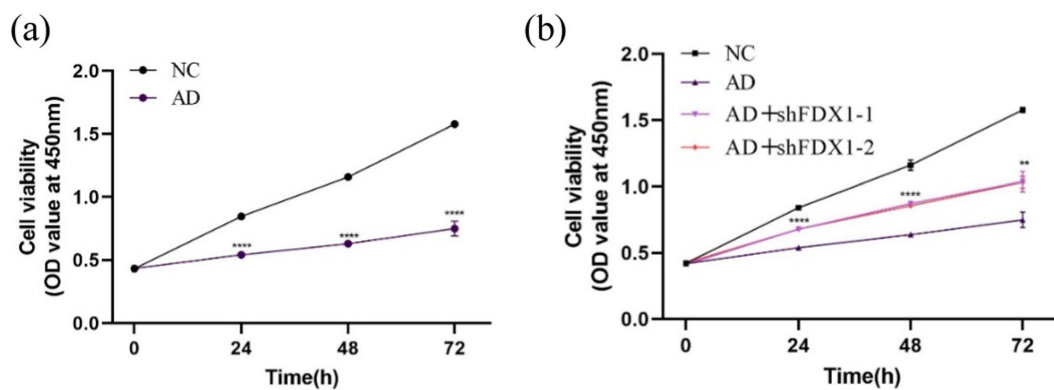 (a)
NC
AD
Cell viability
(OD value at 450nm)
2.0
1.5
1.0
0.5
0.0
****
****
****
0
24
48
72
Time(h)
(b)
NC
AD
AD+shFDX1-1
AD+shFDX1-2
Cell viability
(OD value at 450nm)
2.0
1.5
1.0
0.5
0.0
****
****
**
0
24
48
72
Time(h)